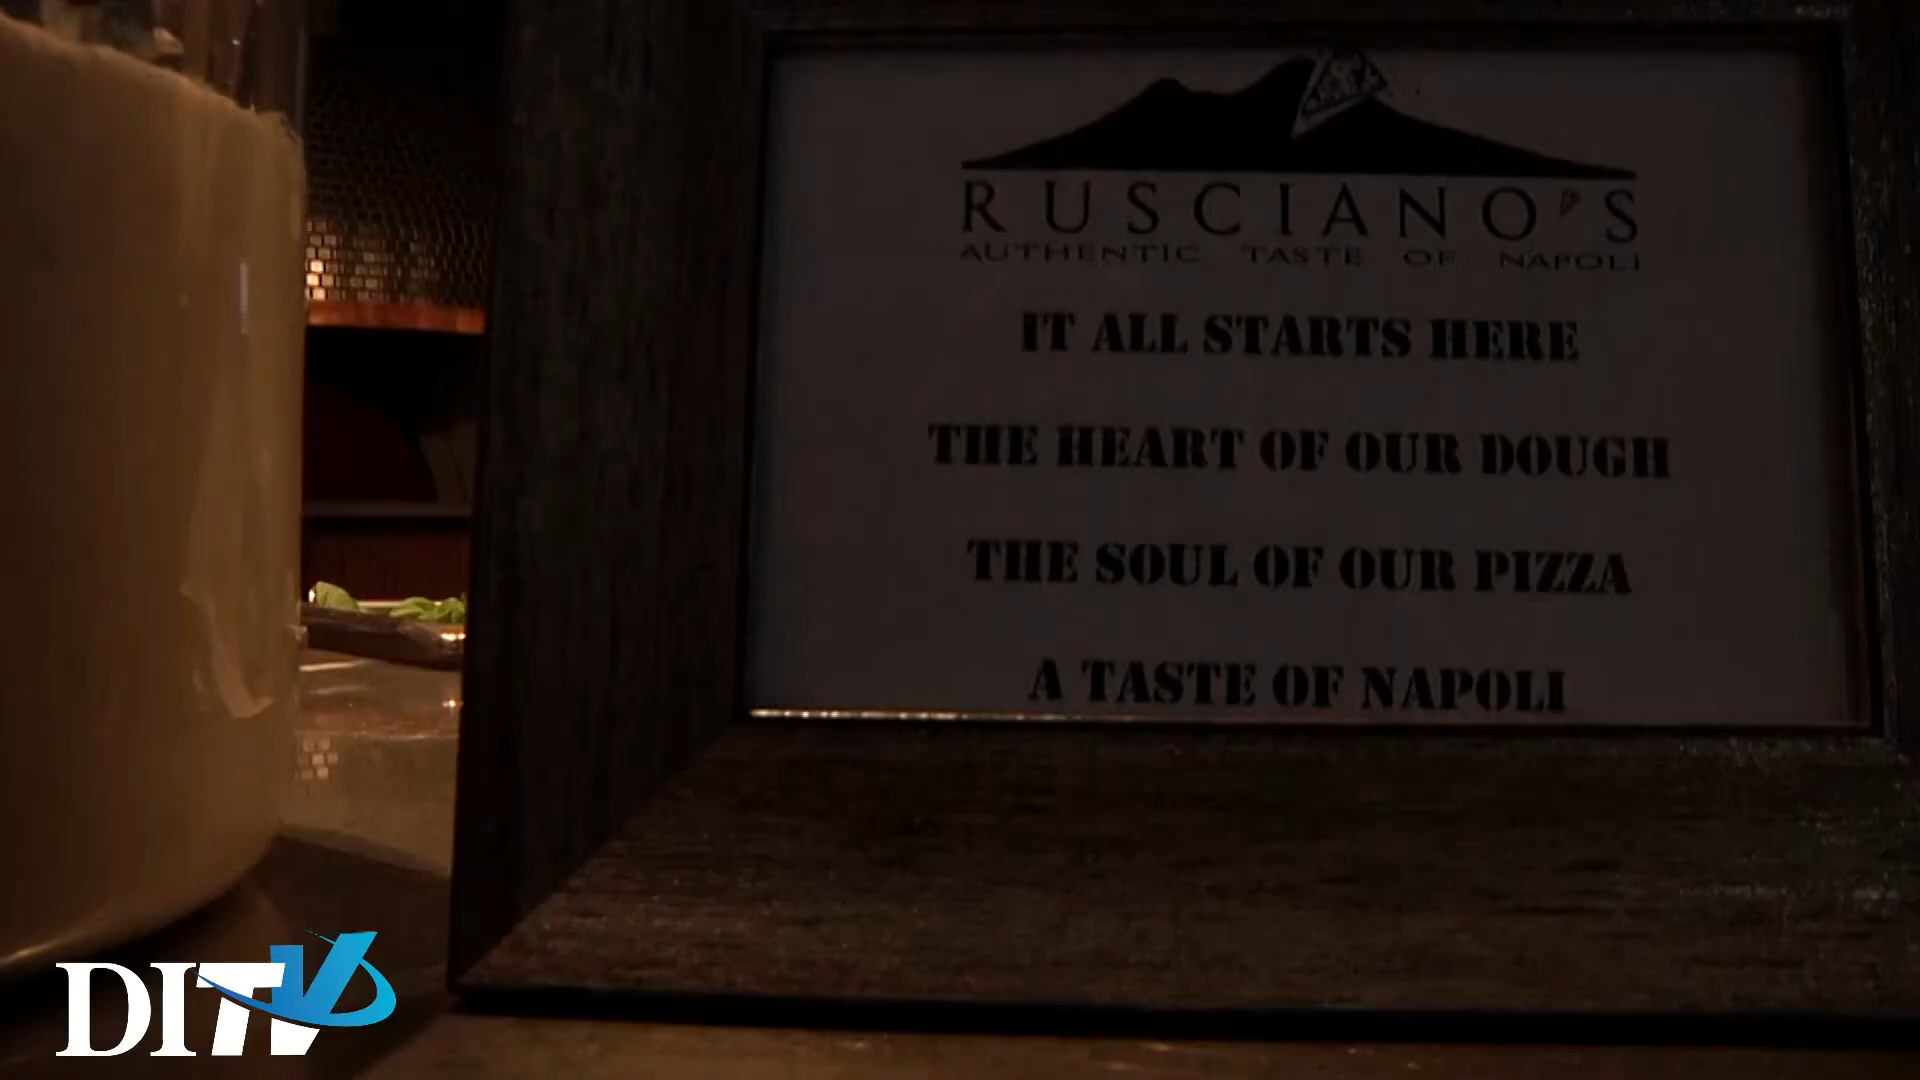 RUSCIANO'S
AUTHENTIC TASTE OF NAPOLI
IT ALL STARTS HERE
THE HEART OF OUR DOUGH
THE SOUL OF OUR PIZZA
A TASTE OF NAPOLI
DITV